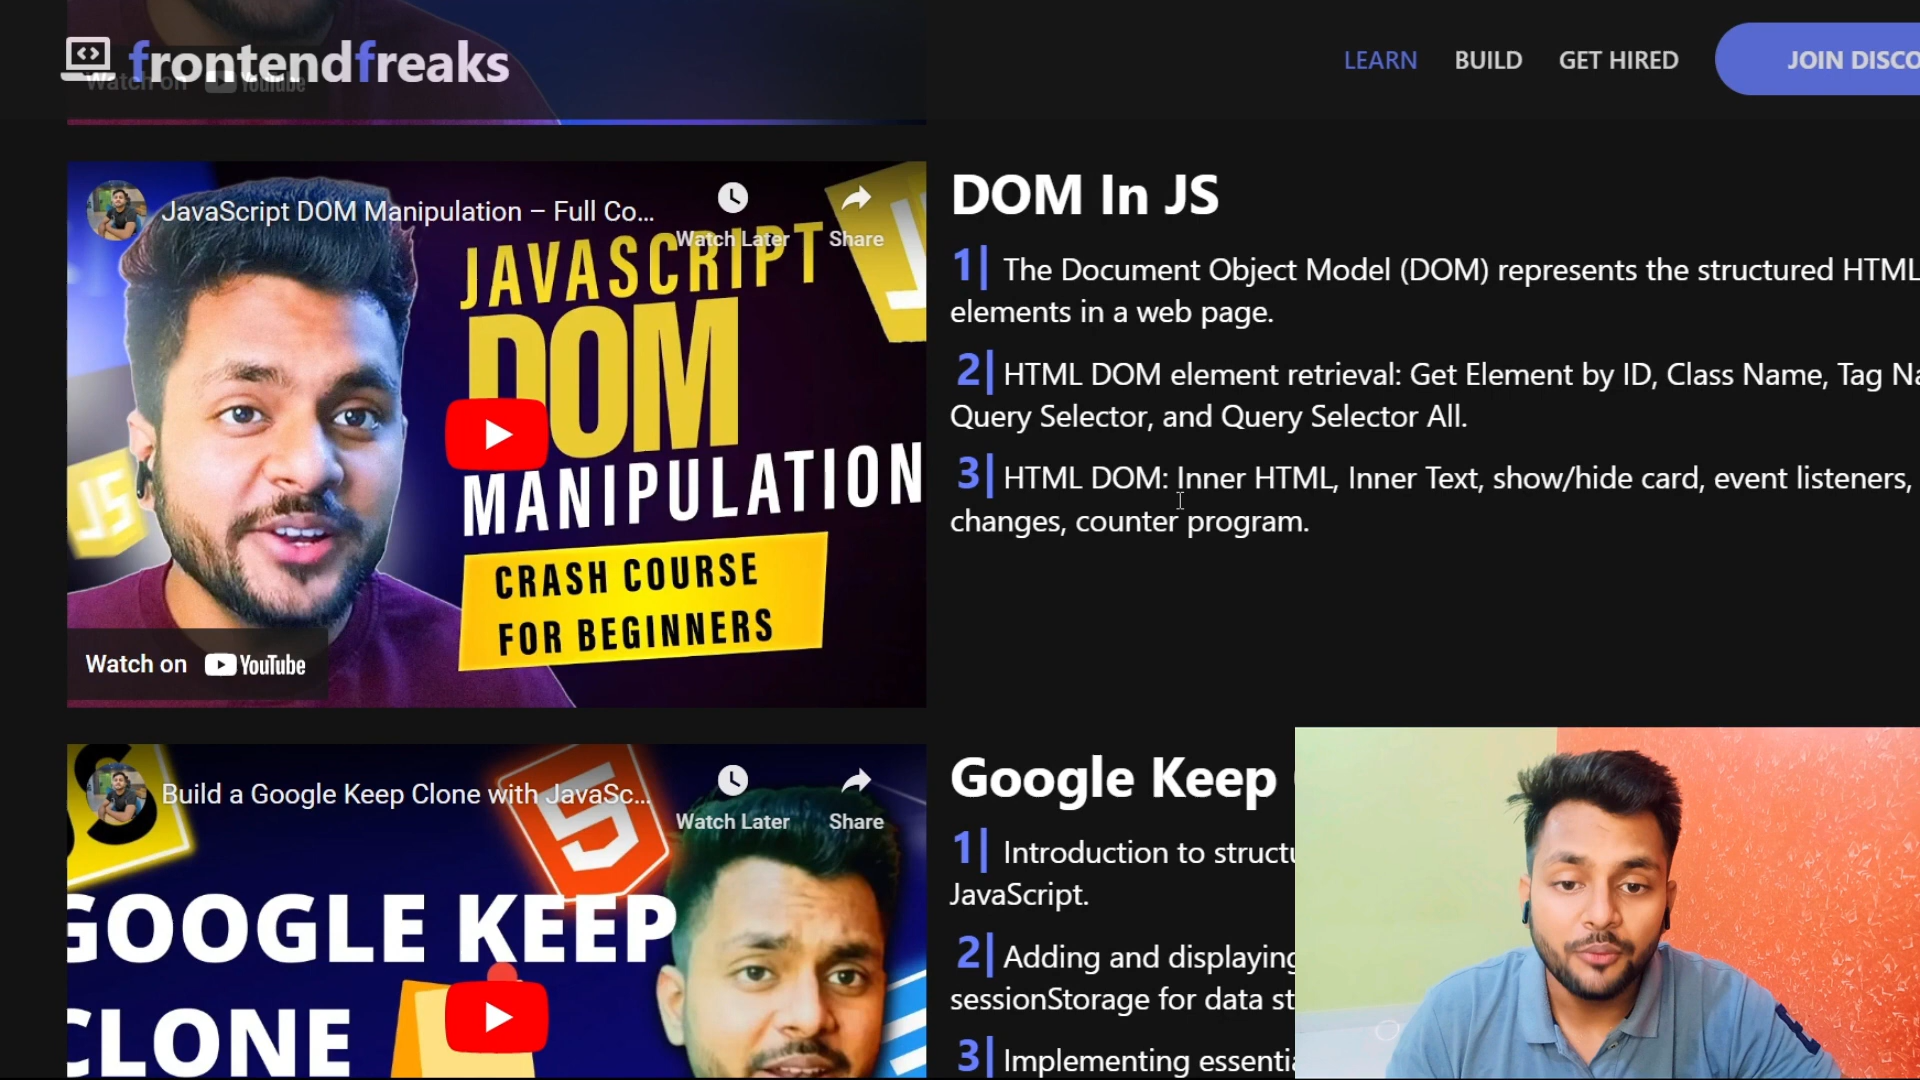 frontendfreaks
LEARN
BUILD
GET HIRED
JOIN DISCO
Watch on YouTube
JavaScript DOM Manipulation – Full Co...
Watch Later
Share
JAVASCRIPT
DOM
MANIPULATION
CRASH COURSE
FOR BEGINNERS
JS
Watch on YouTube
DOM In JS
1| The Document Object Model (DOM) represents the structured HTML
elements in a web page.
2| HTML DOM element retrieval: Get Element by ID, Class Name, Tag Na
Query Selector, and Query Selector All.
3| HTML DOM: Inner HTML, Inner Text, show/hide card, event listeners,
changes, counter program.
Build a Google Keep Clone with JavaSc...
Watch Later
Share
GOOGLE KEEP
CLONE
Google Keep
1| Introduction to structu
JavaScript.
2| Adding and displaying
sessionStorage for data st
3| Implementing essentia